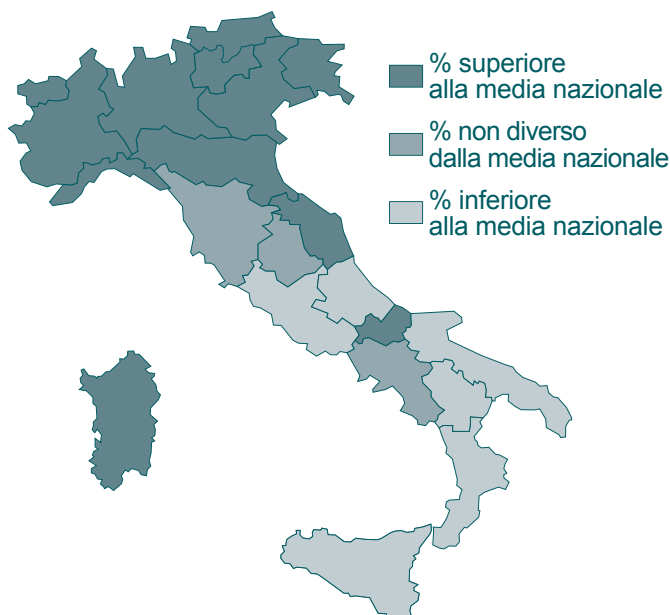 % superiore
alla media nazionale
% non diverso
dalla media nazionale
% inferiore
alla media nazionale